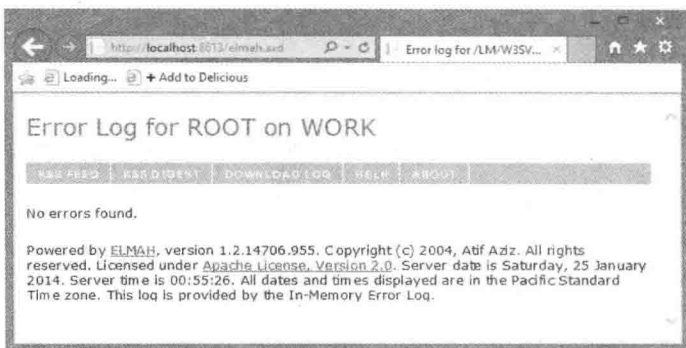 http://localhost:8613/elmah.axd
Error log for /LM/W3SV...
Loading...
+ Add to Delicious
Error Log for ROOT on WORK
RSS FEED RSS DIGEST DOWNLOAD LOG HELP ABOUT
No errors found.
Powered by ELMAH, version 1.2.14706.955. Copyright (c) 2004, Atif Aziz. All rights
reserved. Licensed under Apache License, Version 2.0. Server date is Saturday, 25 January
2014. Server time is 00:55:26. All dates and times displayed are in the Pacific Standard
Time zone. This log is provided by the In-Memory Error Log.